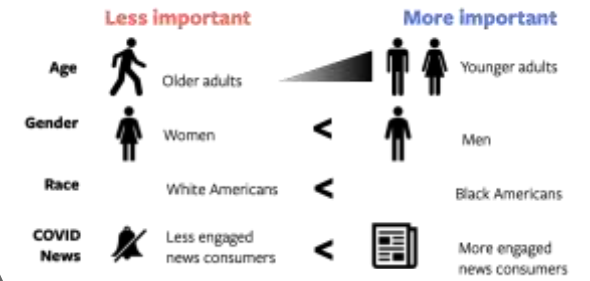 Less important More important
Age Older adults Younger adults
Gender Women < Men
Race White Americans < Black Americans
COVID News Less engaged news consumers < More engaged news consumers